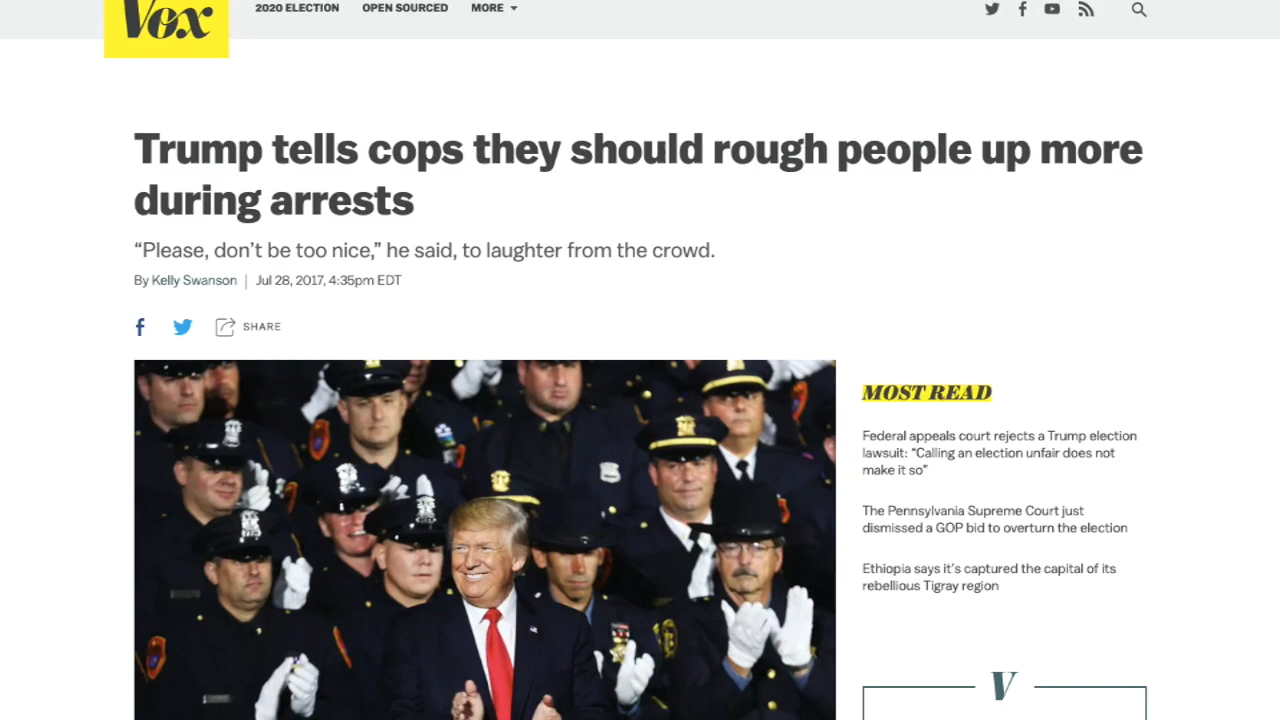 Vox
2020 ELECTION OPEN SOURCED MORE
Trump tells cops they should rough people up more
during arrests
“Please, don’t be too nice,” he said, to laughter from the crowd.
By Kelly Swanson | Jul 28, 2017, 4:35pm EDT
SHARE
MOST READ
Federal appeals court rejects a Trump election
lawsuit: “Calling an election unfair does not
make it so”
The Pennsylvania Supreme Court just
dismissed a GOP bid to overturn the election
Ethiopia says it’s captured the capital of its
rebellious Tigray region
V